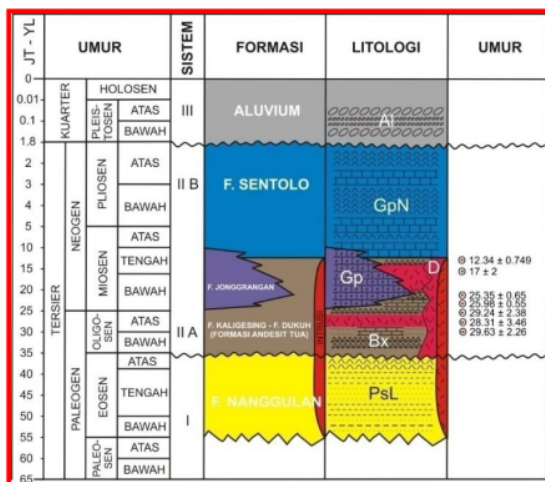 JT - YL
UMUR
SISTEM
FORMASI
LITOLOGI
UMUR
0
0.01
0.1
1.8
2
5
10
15
20
25
30
35
40
45
50
55
60
65
KUARTER
HOLOSEN
PLEIS-
TOSEN
ATAS
BAWAH
TERSIER
NEOGEN
PLIOSEN
ATAS
BAWAH
MIOSEN
ATAS
TENGAH
BAWAH
PALEOGEN
OLIGOSEN
ATAS
BAWAH
EOSEN
ATAS
TENGAH
BAWAH
PALEO-
SEN
ATAS
BAWAH
III
II B
II A
I
ALUVIUM
F. SENTOLO
F. JONGGRANGAN
F. KALIGESING - F. DUKUH
(FORMASI ANDESIT TUA)
INTRUSI
F. NANGGULAN
Al
GpN
Gp
D
Bx
PsL
12.34 ± 0.749
17 ± 2
25.35 ± 0.65
25.98 ± 0.55
29.24 ± 2.38
28.31 ± 3.46
29.63 ± 2.26